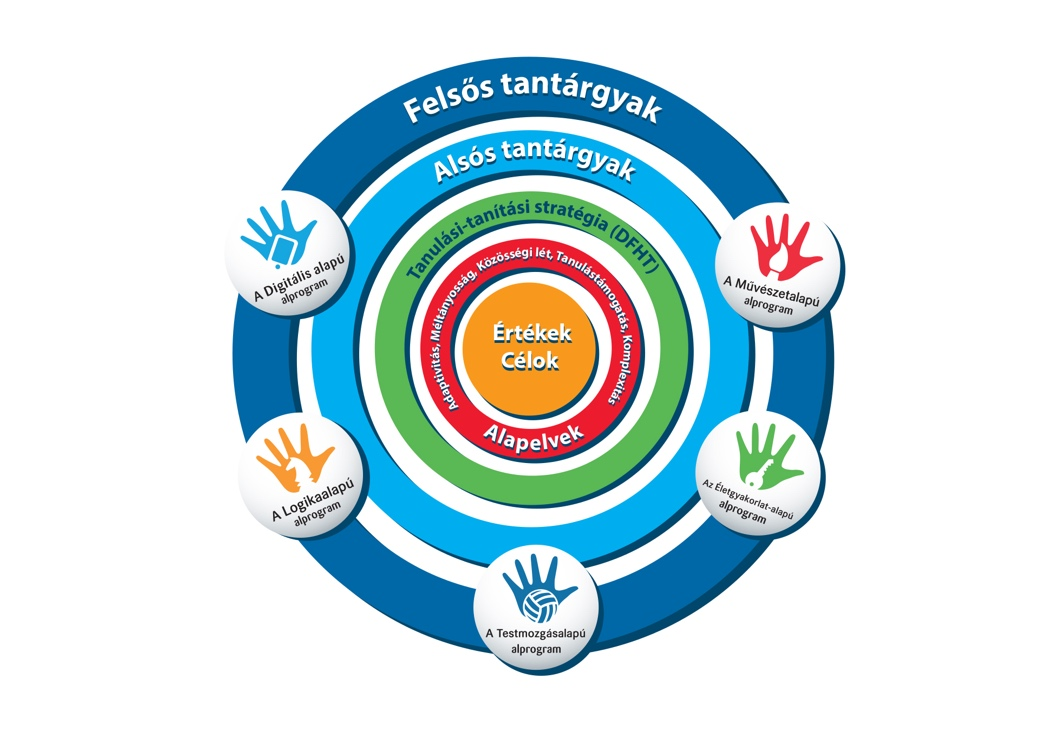 Felsős tantárgyak
Alsós tantárgyak
Tanulási-tanítási stratégia (DFHT)
Adaptivitás, Méltányosság, Közösségi lét, Tanulástámogatás, Komplexitás
Értékek
Célok
Alapelvek
A Digitális alapú
alprogram
A Művészetalapú
alprogram
A Logikaalapú
alprogram
Az Életgyakorlat-alapú
alprogram
A Testmozgásalapú
alprogram